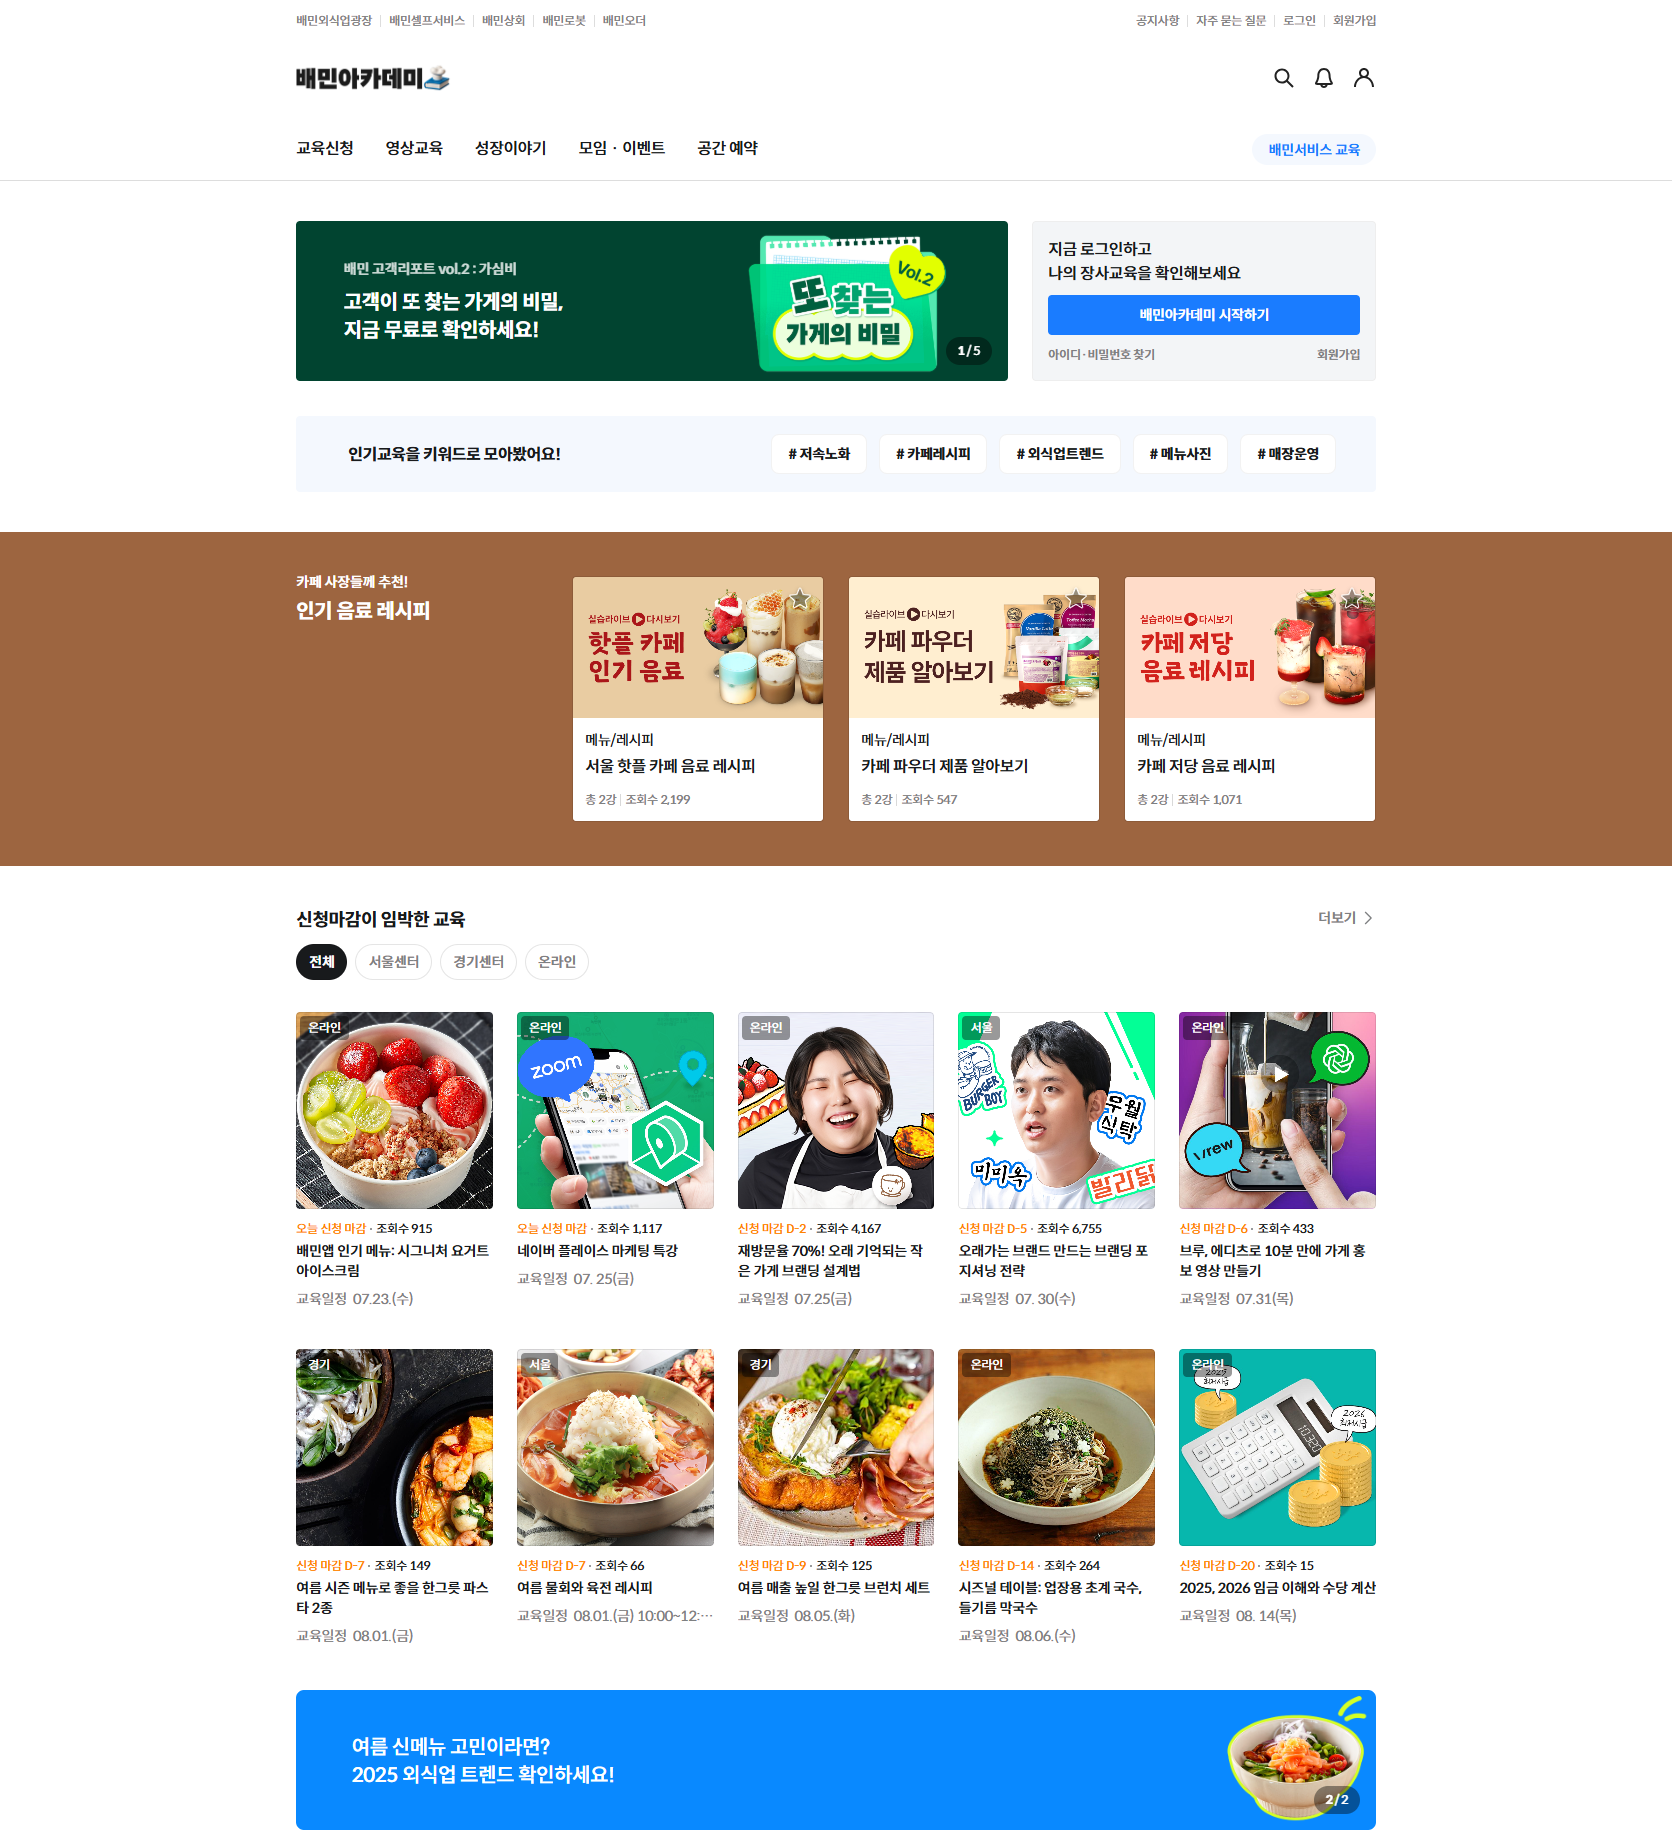 배민외식업광장
배민셀프서비스
배민상회
배민로봇
배민오더
공지사항
자주 묻는 질문
로그인
회원가입
배민아카데미
교육신청
영상교육
성장이야기
모임 · 이벤트
공간 예약
배민서비스 교육
배민 고객리포트 vol.2 : 가심비
고객이 또 찾는 가게의 비밀,
지금 무료로 확인하세요!
또 찾는
가게의 비밀
Vol.2
1/5
지금 로그인하고
나의 장사교육을 확인해보세요
배민아카데미 시작하기
아이디 · 비밀번호 찾기
회원가입
인기교육을 키워드로 모아봤어요!
# 저속노화
# 카페레시피
# 외식업트렌드
# 메뉴사진
# 매장운영
카페 사장들께 추천!
인기 음료 레시피
실습라이브 다시보기
핫플 카페
인기 음료
메뉴/레시피
서울 핫플 카페 음료 레시피
총 2강 | 조회수 2,199
실습라이브 다시보기
카페 파우더
제품 알아보기
메뉴/레시피
카페 파우더 제품 알아보기
총 2강 | 조회수 547
실습라이브 다시보기
카페 저당
음료 레시피
메뉴/레시피
카페 저당 음료 레시피
총 2강 | 조회수 1,071
신청마감이 임박한 교육
더보기
전체
서울센터
경기센터
온라인
온라인
오늘 신청 마감 · 조회수 915
배민앱 인기 메뉴: 시그니처 요거트
아이스크림
교육일정 07.23.(수)
온라인
zoom
오늘 신청 마감 · 조회수 1,117
네이버 플레이스 마케팅 특강
교육일정 07. 25(금)
온라인
신청 마감 D-2 · 조회수 4,167
재방문율 70%! 오래 기억되는 작
은 가게 브랜딩 설계법
교육일정 07.25(금)
서울
BURGER
BOY
우월
식탁
미미옥
발리닭
신청 마감 D-5 · 조회수 6,755
오래가는 브랜드 만드는 브랜딩 포
지셔닝 전략
교육일정 07. 30(수)
온라인
Vrew
신청 마감 D-6 · 조회수 433
브루, 에디츠로 10분 만에 가게 홍
보 영상 만들기
교육일정 07.31(목)
경기
신청 마감 D-7 · 조회수 149
여름 시즌 메뉴로 좋을 한그릇 파스
타 2종
교육일정 08.01.(금)
서울
신청 마감 D-7 · 조회수 66
여름 물회와 육전 레시피
교육일정 08.01.(금) 10:00~12:···
경기
신청 마감 D-9 · 조회수 125
여름 매출 높일 한그릇 브런치 세트
교육일정 08.05.(화)
온라인
신청 마감 D-14 · 조회수 264
시즈널 테이블: 업장용 초계 국수,
들기름 막국수
교육일정 08.06.(수)
온라인
2025
최저시급
2026
최저시급
10320
신청 마감 D-20 · 조회수 15
2025, 2026 임금 이해와 수당 계산
교육일정 08. 14(목)
여름 신메뉴 고민이라면?
2025 외식업 트렌드 확인하세요!
2/2